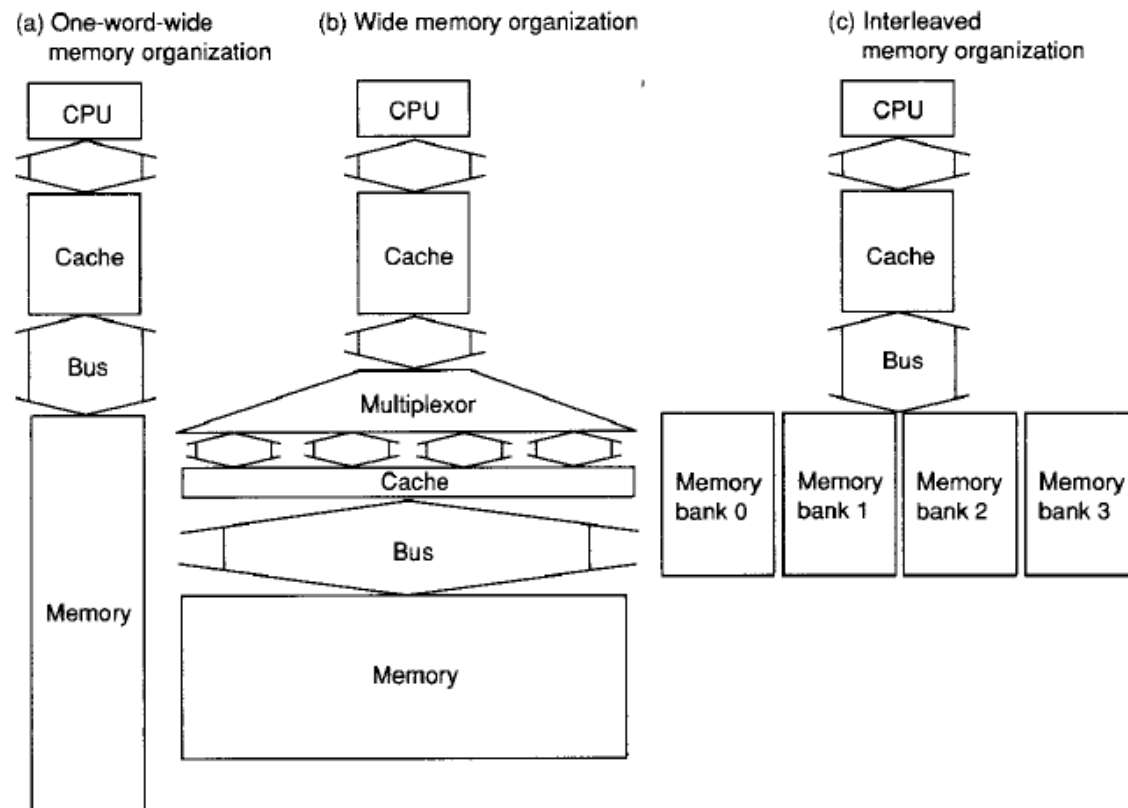 (a) One-word-wide
memory organization
CPU
Cache
Bus
Memory
(b) Wide memory organization
CPU
Cache
Multiplexor
Cache
Bus
Memory
(c) Interleaved
memory organization
CPU
Cache
Bus
Memory
bank 0
Memory
bank 1
Memory
bank 2
Memory
bank 3